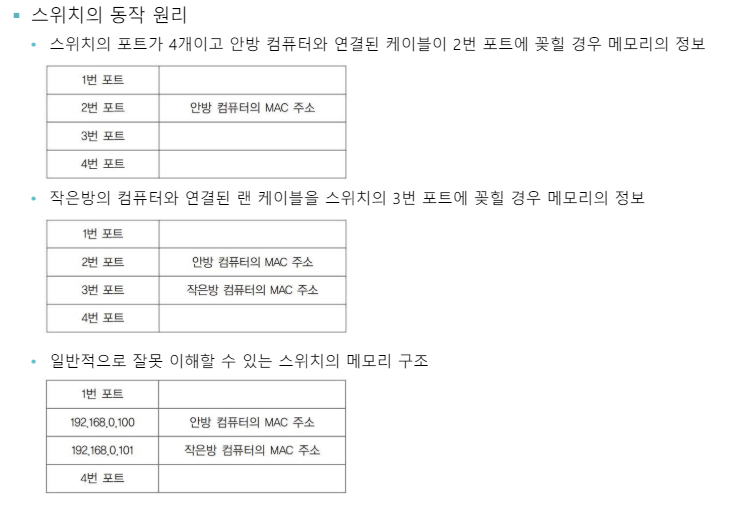 스위치의 동작 원리
스위치의 포트가 4개이고 안방 컴퓨터와 연결된 케이블이 2번 포트에 꽂힐 경우 메모리의 정보
1번 포트
2번 포트 안방 컴퓨터의 MAC 주소
3번 포트
4번 포트
작은방의 컴퓨터와 연결된 랜 케이블을 스위치의 3번 포트에 꽂힐 경우 메모리의 정보
1번 포트
2번 포트 안방 컴퓨터의 MAC 주소
3번 포트 작은방 컴퓨터의 MAC 주소
4번 포트
일반적으로 잘못 이해할 수 있는 스위치의 메모리 구조
1번 포트
192.168.0.100 안방 컴퓨터의 MAC 주소
192.168.0.101 작은방 컴퓨터의 MAC 주소
4번 포트